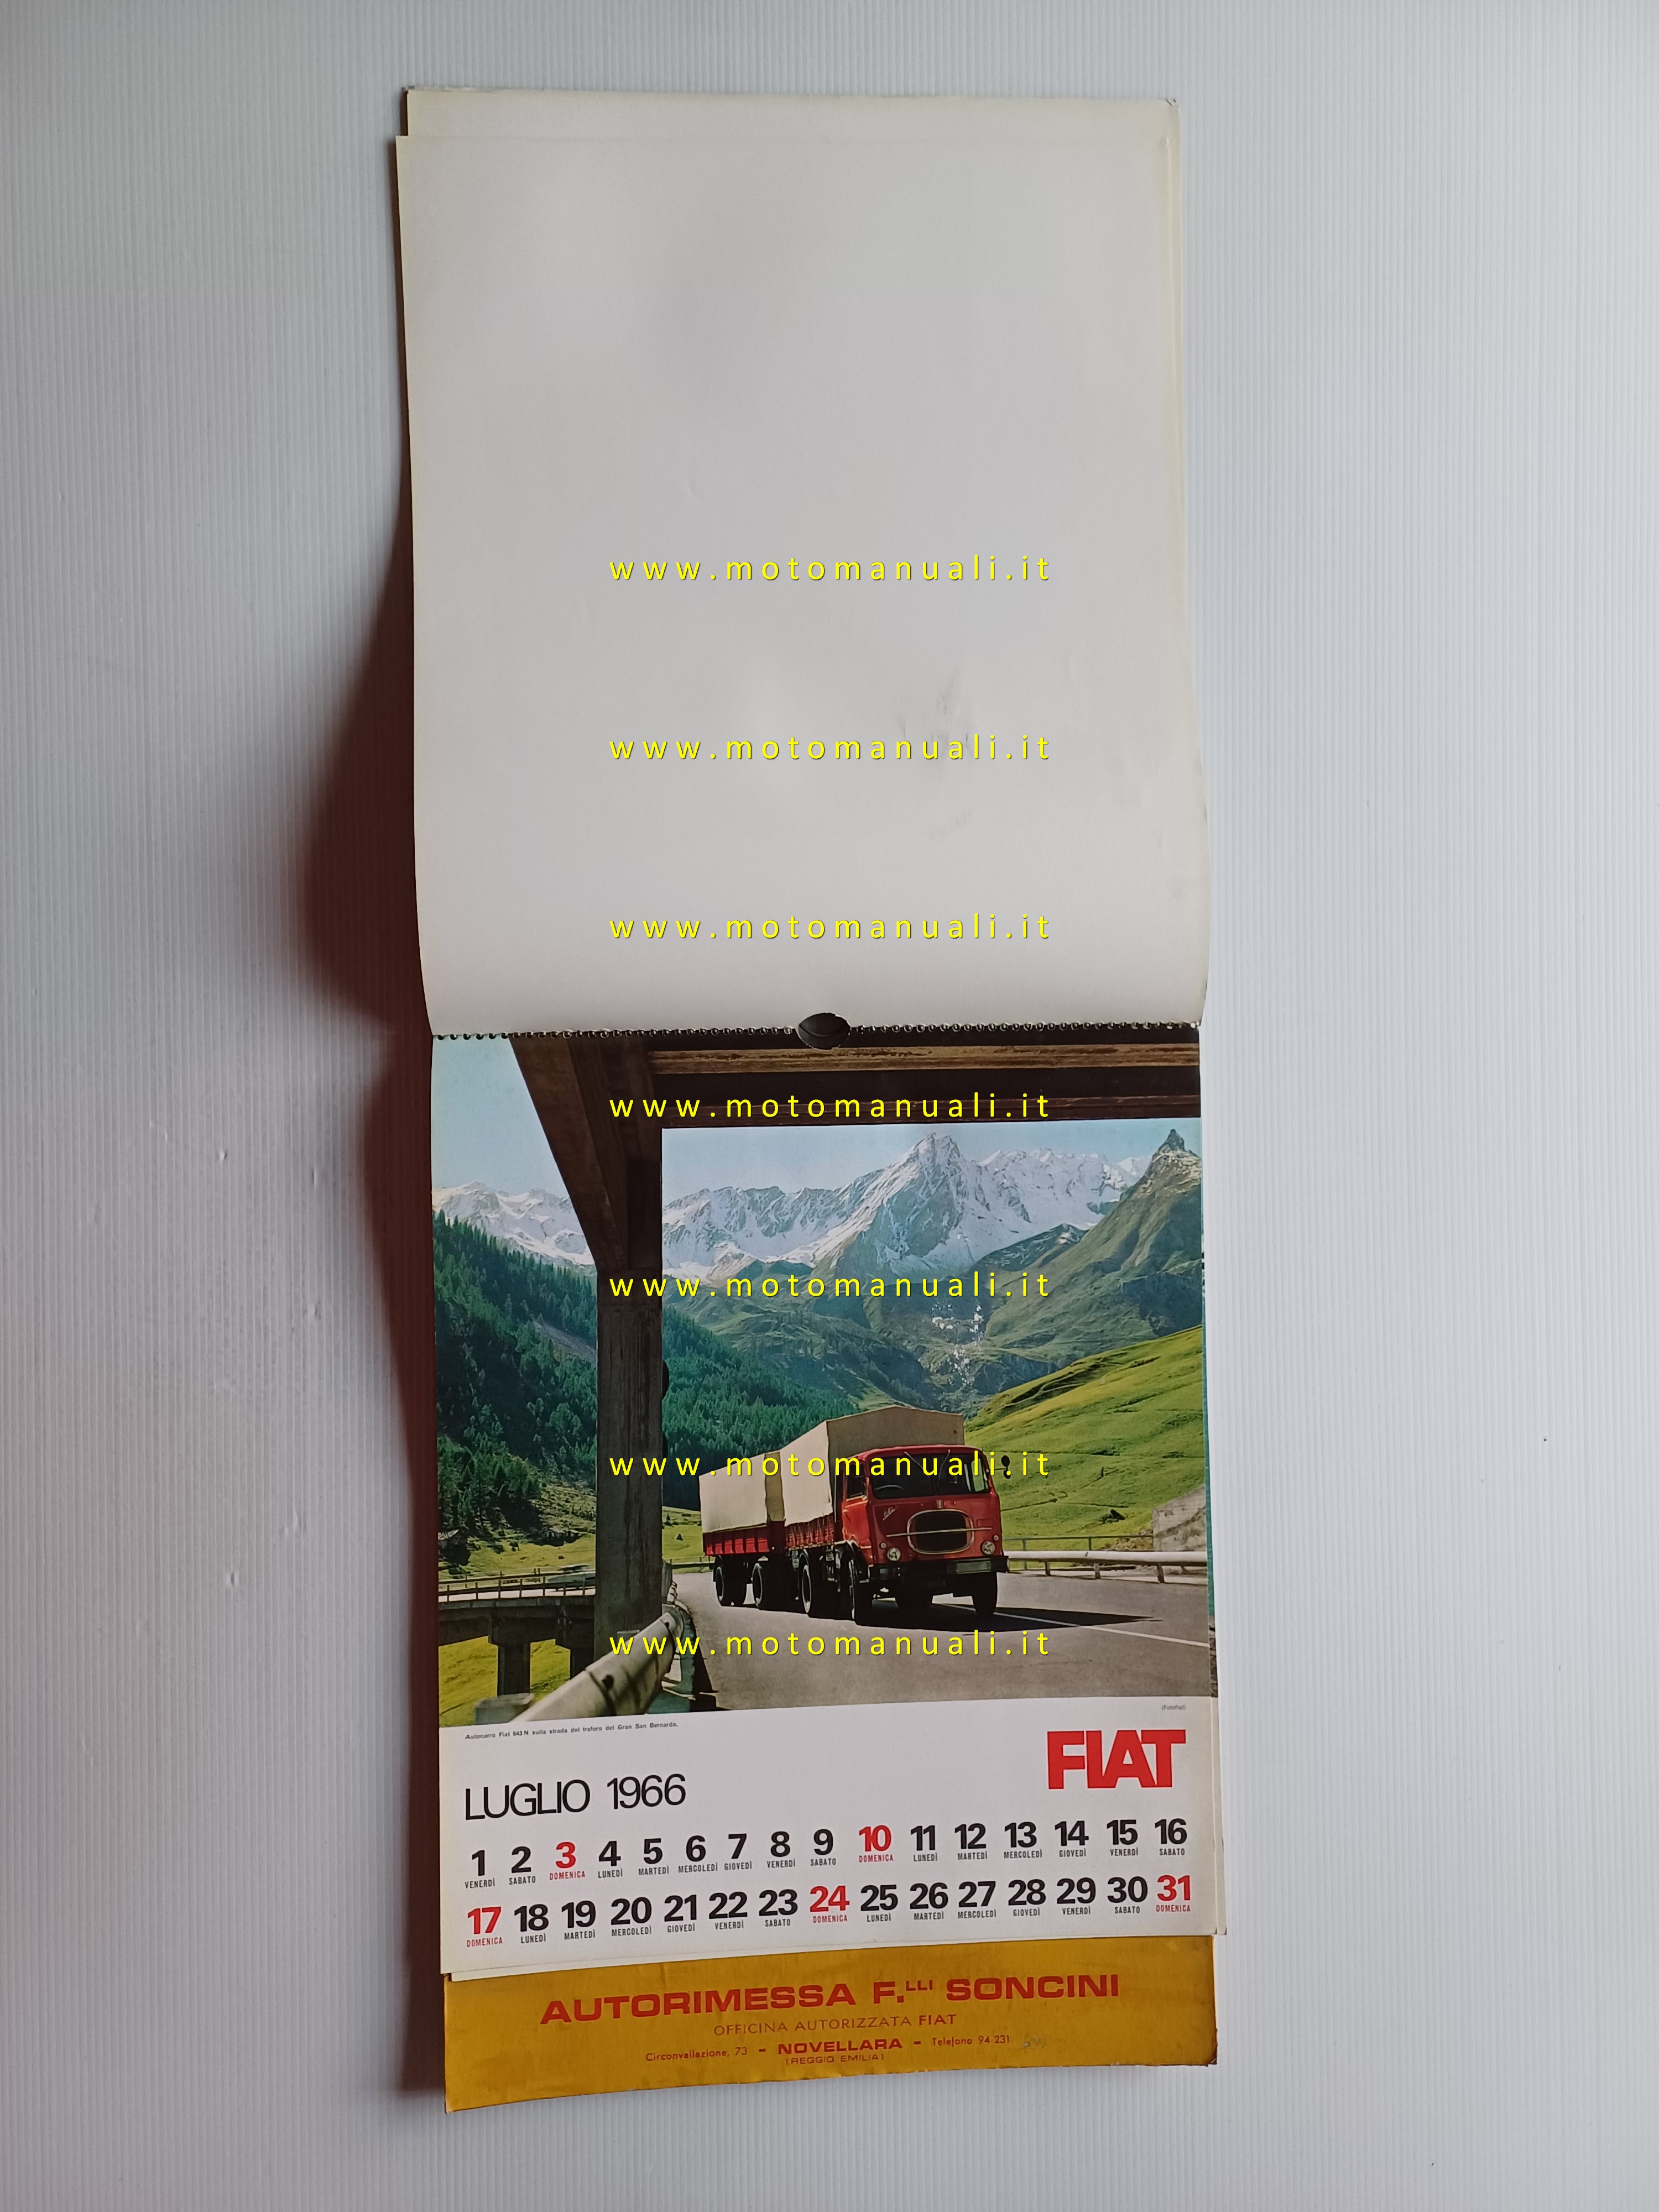 www.motomanuali.it
www.motomanuali.it
www.motomanuali.it
www.motomanuali.it
www.motomanuali.it
www.motomanuali.it
www.motomanuali.it
(Fotofiat)
Autocarro Fiat 643 N sulla strada del traforo del Gran San Bernardo.
FIAT
LUGLIO 1966
1 2 3 4 5 6 7 8 9 10 11 12 13 14 15 16
VENERDÌ SABATO DOMENICA LUNEDÌ MARTEDÌ MERCOLEDÌ GIOVEDÌ VENERDÌ SABATO DOMENICA LUNEDÌ MARTEDÌ MERCOLEDÌ GIOVEDÌ VENERDÌ SABATO
17 18 19 20 21 22 23 24 25 26 27 28 29 30 31
DOMENICA LUNEDÌ MARTEDÌ MERCOLEDÌ GIOVEDÌ VENERDÌ SABATO DOMENICA LUNEDÌ MARTEDÌ MERCOLEDÌ GIOVEDÌ VENERDÌ SABATO DOMENICA
AUTORIMESSA F.LLI SONCINI
OFFICINA AUTORIZZATA FIAT
Circonvallazione, 73 - NOVELLARA - Telefono 94-231
(REGGIO EMILIA)